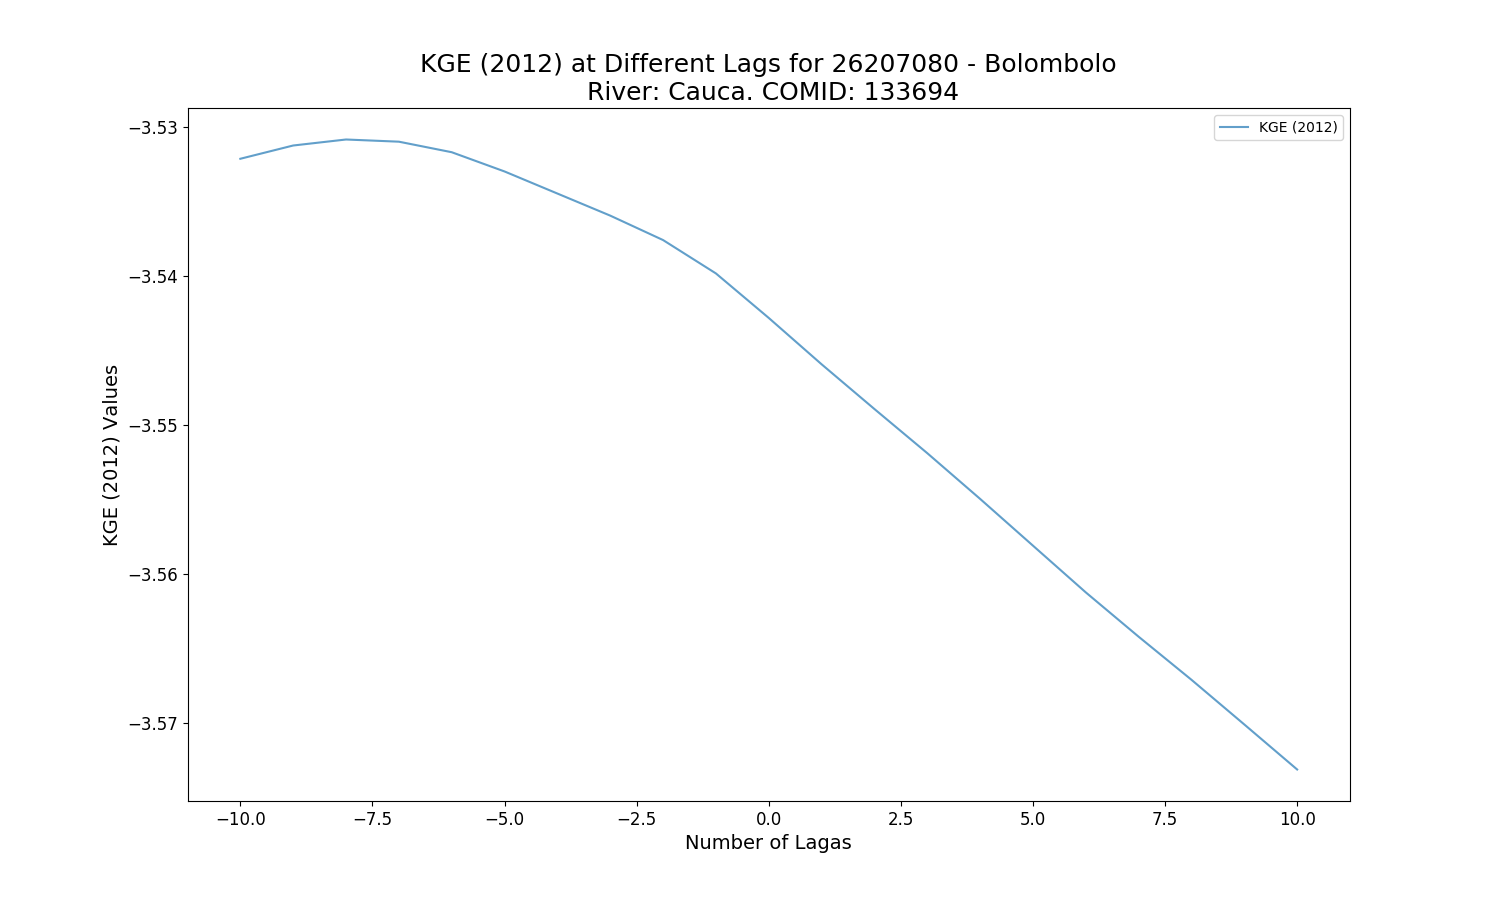 KGE (2012) at Different Lags for 26207080 - Bolombolo
River: Cauca. COMID: 133694
KGE (2012)
KGE (2012) Values
−3.53
−3.54
−3.55
−3.56
−3.57
−10.0 −7.5 −5.0 −2.5 0.0 2.5 5.0 7.5 10.0
Number of Lagas